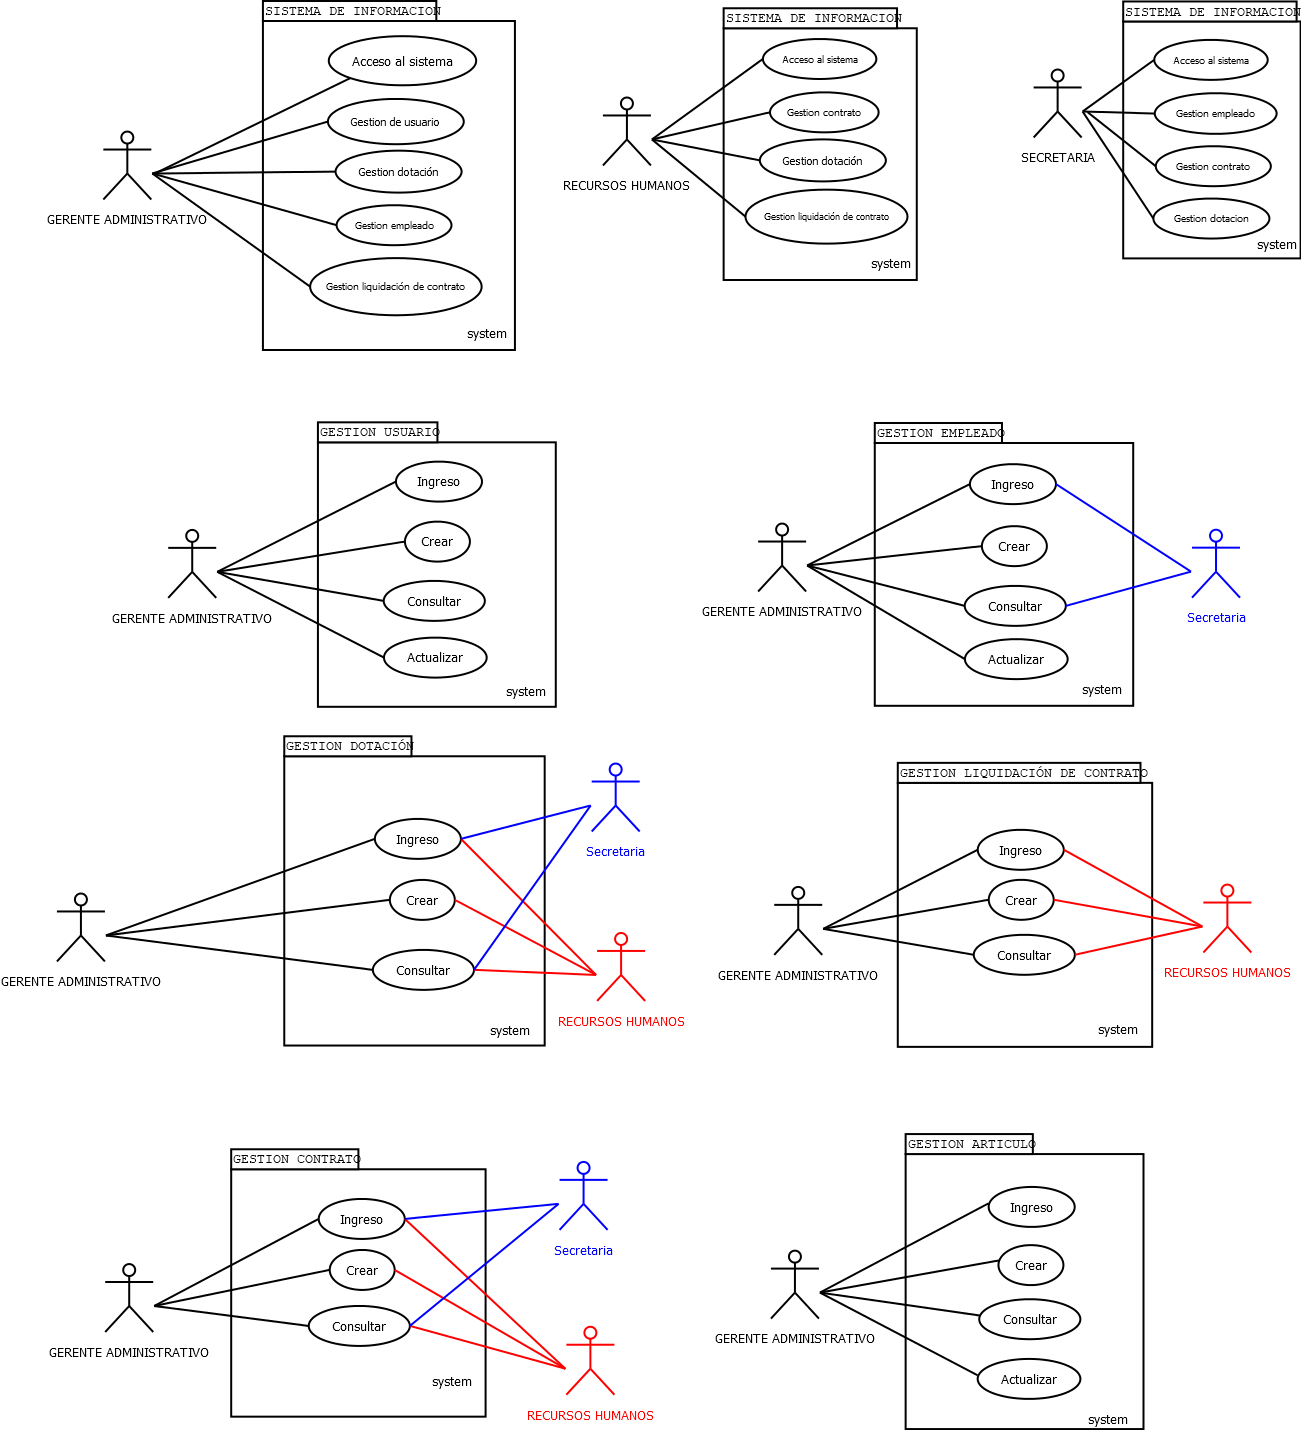 SISTEMA DE INFORMACION
Acceso al sistema
Gestion de usuario
Gestion dotación
Gestion empleado
Gestion liquidación de contrato
system
GERENTE ADMINISTRATIVO
SISTEMA DE INFORMACION
Acceso al sistema
Gestion contrato
Gestion dotación
Gestion liquidación de contrato
system
RECURSOS HUMANOS
SISTEMA DE INFORMACION
Acceso al sistema
Gestion empleado
Gestion contrato
Gestion dotacion
system
SECRETARIA
GESTION USUARIO
Ingreso
Crear
Consultar
Actualizar
system
GERENTE ADMINISTRATIVO
GESTION EMPLEADO
Ingreso
Crear
Consultar
Actualizar
system
GERENTE ADMINISTRATIVO
Secretaria
GESTION DOTACIÓN
Ingreso
Crear
Consultar
system
GERENTE ADMINISTRATIVO
Secretaria
RECURSOS HUMANOS
GESTION LIQUIDACIÓN DE CONTRATO
Ingreso
Crear
Consultar
system
GERENTE ADMINISTRATIVO
RECURSOS HUMANOS
GESTION CONTRATO
Ingreso
Crear
Consultar
system
GERENTE ADMINISTRATIVO
Secretaria
RECURSOS HUMANOS
GESTION ARTICULO
Ingreso
Crear
Consultar
Actualizar
system
GERENTE ADMINISTRATIVO